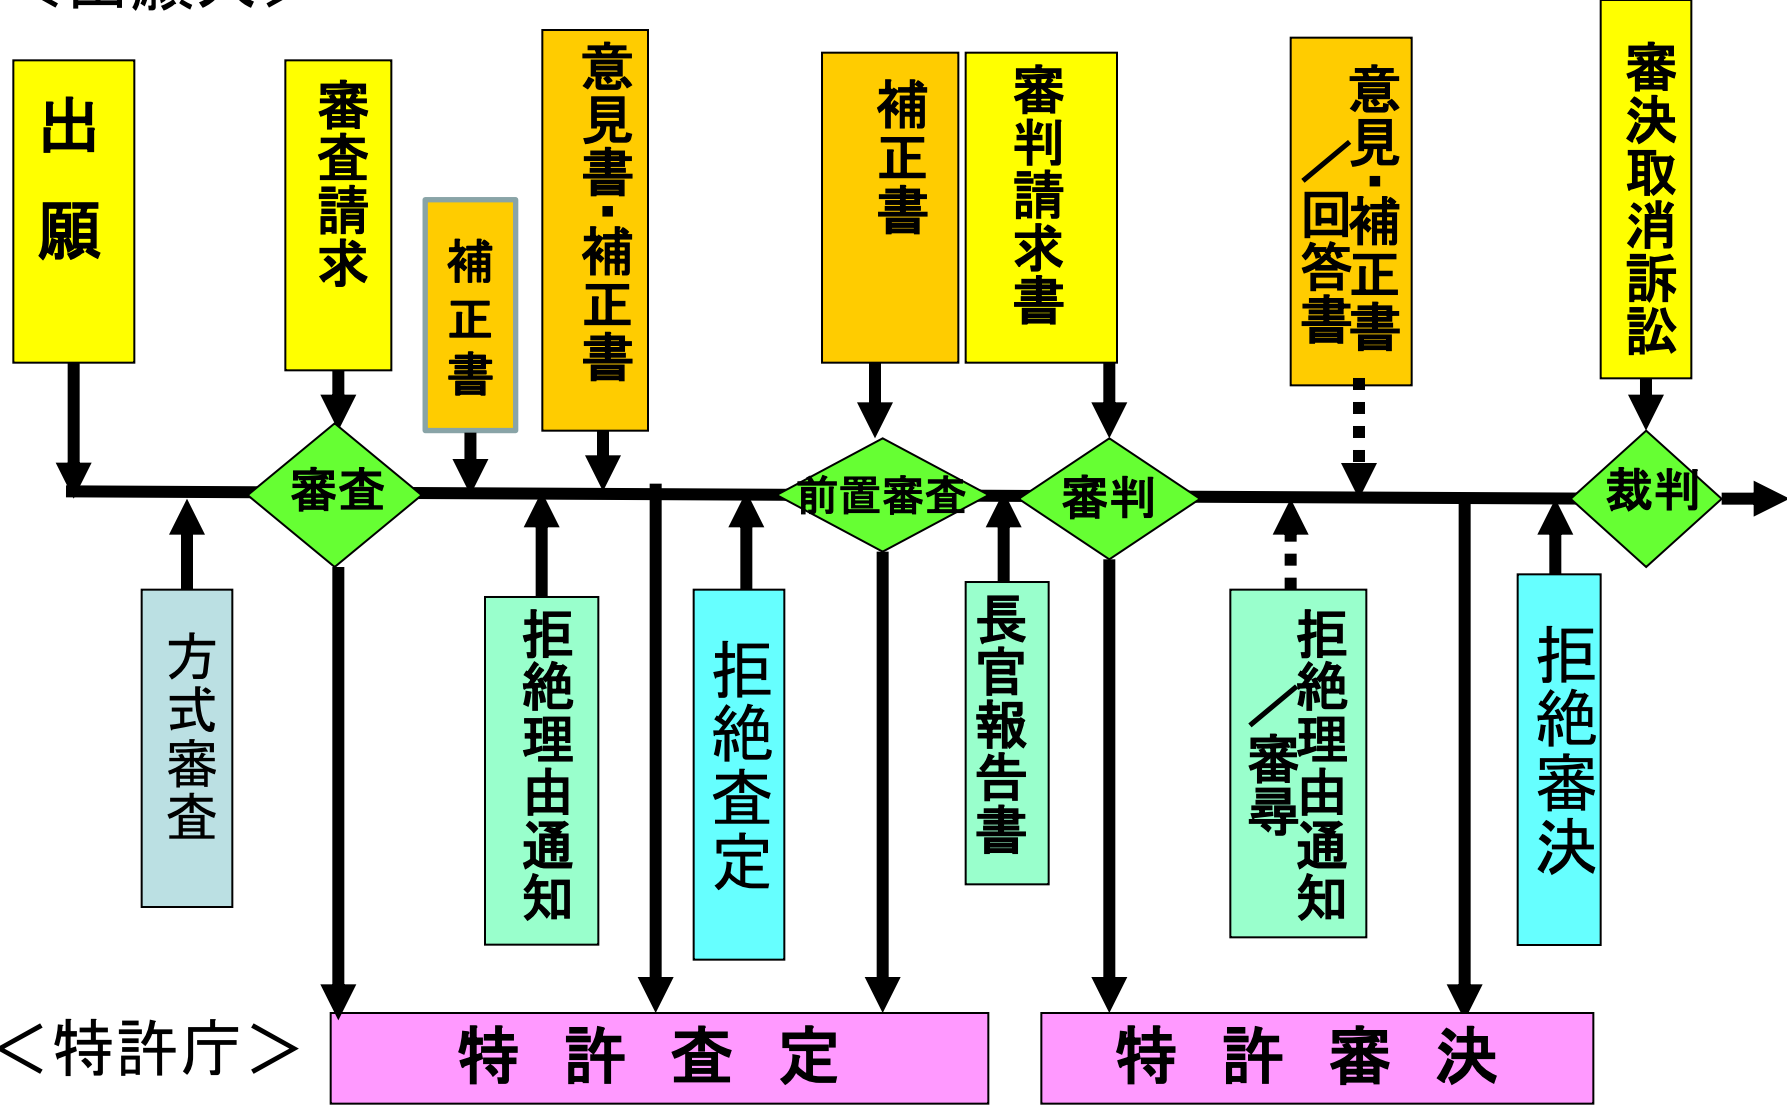 ＜出願人＞
出願
審査請求
補正書
意見書・補正書
補正書
審判請求書
意見・補正書
／回答書
審決取消訴訟
審査
前置審査
審判
裁判
方式審査
拒絶理由通知
拒絶査定
長官報告書
拒絶理由通知
／審尋
拒絶審決
＜特許庁＞
特許査定
特許審決